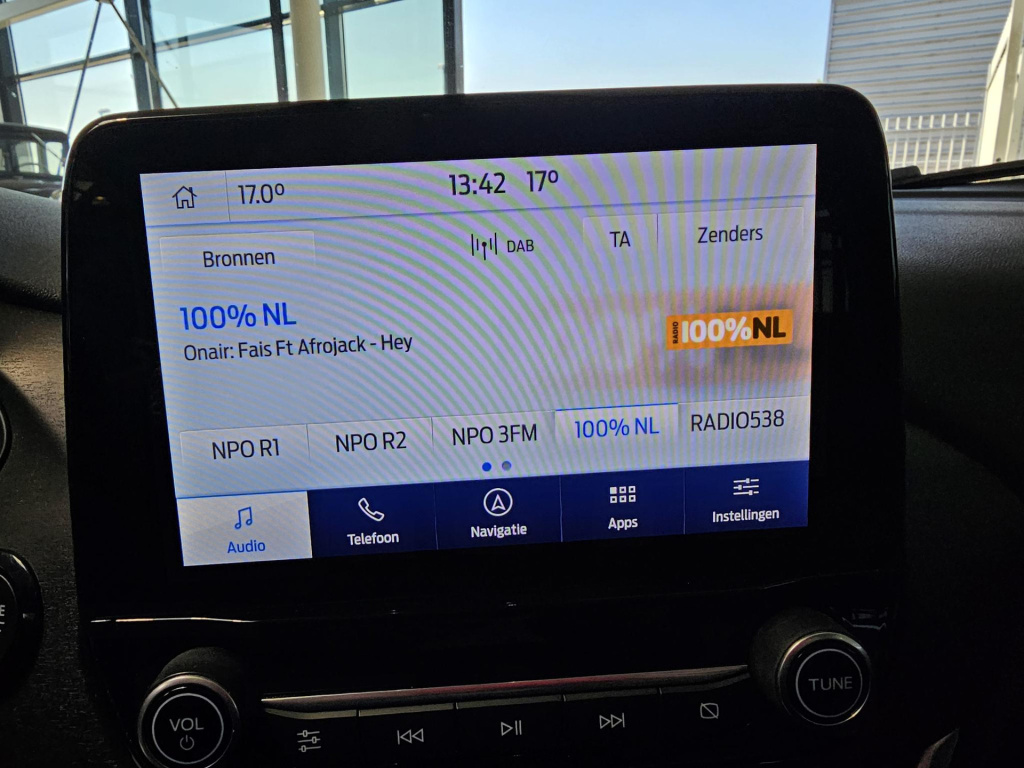 17.0°
13:42 17°
Bronnen
DAB
TA
Zenders
100% NL
Onair: Fais Ft Afrojack - Hey
RADIO 100%NL
NPO R1
NPO R2
NPO 3FM
100% NL
RADIO538
Audio
Telefoon
Navigatie
Apps
Instellingen
VOL
TUNE